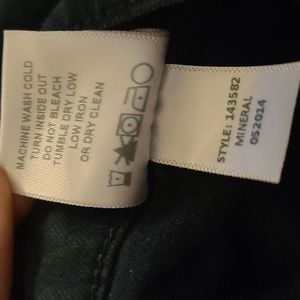 MACHINE WASH COLD
TURN INSIDE OUT
DO NOT BLEACH
TUMBLE DRY LOW
LOW IRON
OR DRY CLEAN
STYLE: 143582
MINERAL
052014